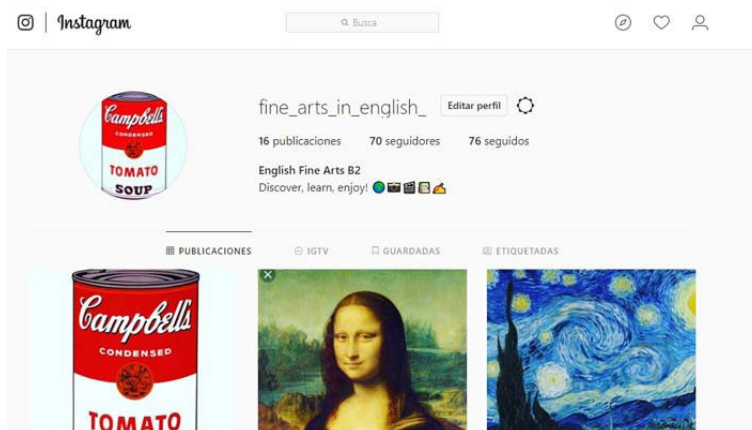 Instagram
Busca
fine_arts_in_english_ Editar perfil
16 publicaciones 70 seguidores 76 seguidos
English Fine Arts B2
Discover, learn, enjoy!
Campbell's
CONDENSED
TOMATO
SOUP
PUBLICACIONES IGTV GUARDADAS ETIQUETADAS
Campbell's
CONDENSED
TOMATO